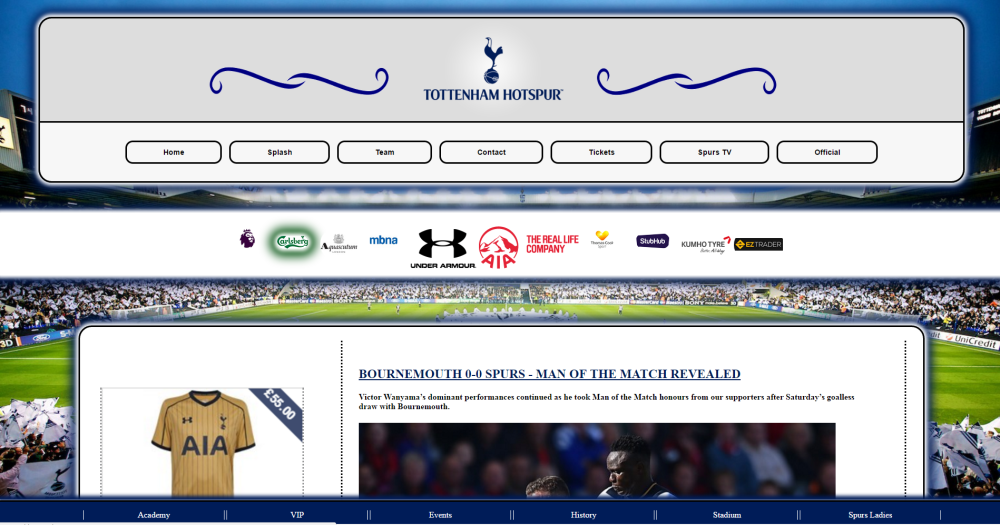 TOTTENHAM HOTSPUR
Home Splash Team Contact Tickets Spurs TV Official
Carlsberg
Aquascutum
mbna
UNDER ARMOUR.
AIA
THE REAL LIFE
COMPANY
Thomas Cook
StubHub
KUMHO TYRE
EZTRADER
UniCredit
BOURNEMOUTH 0-0 SPURS - MAN OF THE MATCH REVEALED
Victor Wanyama's dominant performances continued as he took Man of the Match honours from our supporters after Saturday's goalless
draw with Bournemouth.
£55.00
AIA
| Academy || VIP || Events || History || Stadium || Spurs Ladies |